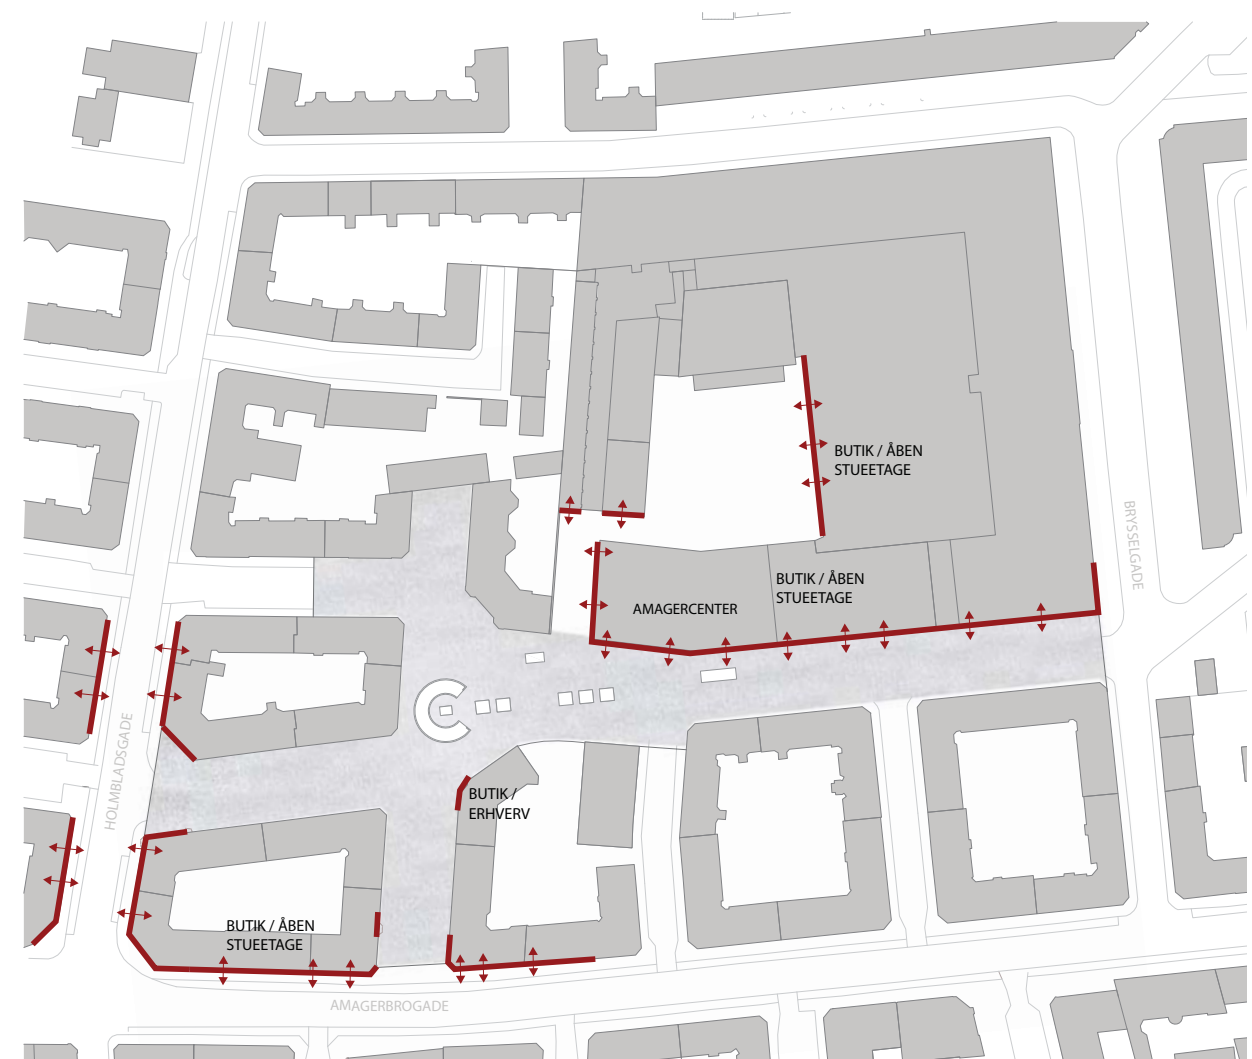 BUTIK / ÅBEN
STUEETAGE
BRYSSELGADE
BUTIK / ÅBEN
STUEETAGE
AMAGERCENTER
HOLMBLADSGADE
BUTIK /
ERHVERV
BUTIK / ÅBEN
STUEETAGE
AMAGERBROGADE